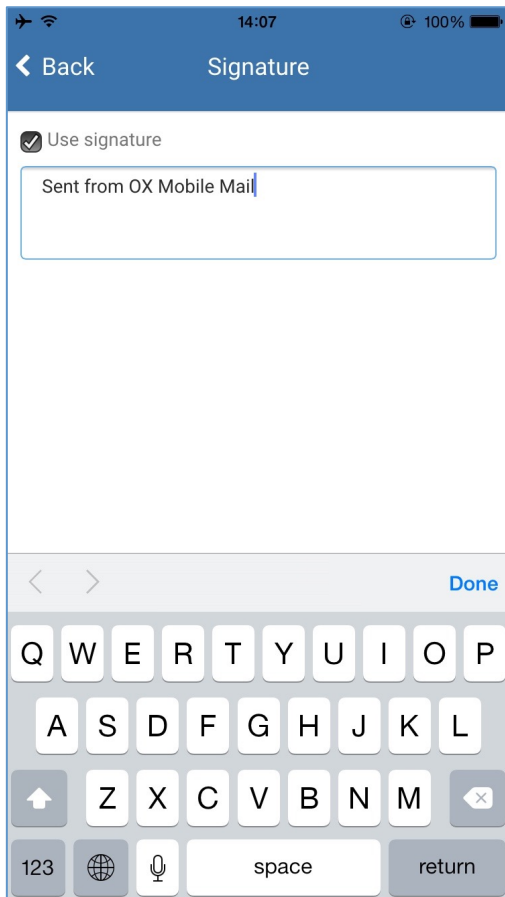 14:07 100%
Back Signature
Use signature
Sent from OX Mobile Mail
Done
Q W E R T Y U I O P
A S D F G H J K L
Z X C V B N M
123 space return